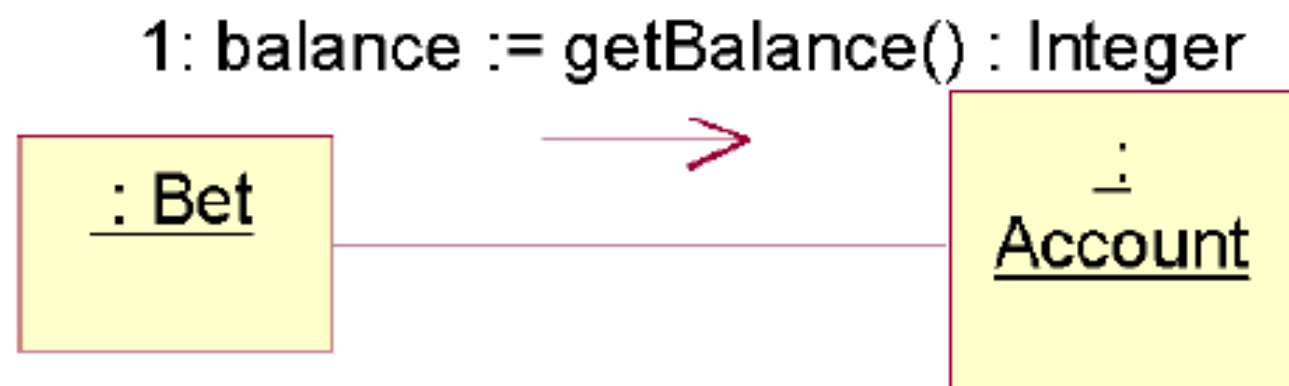 1: balance := getBalance() : Integer
: Bet
:
Account